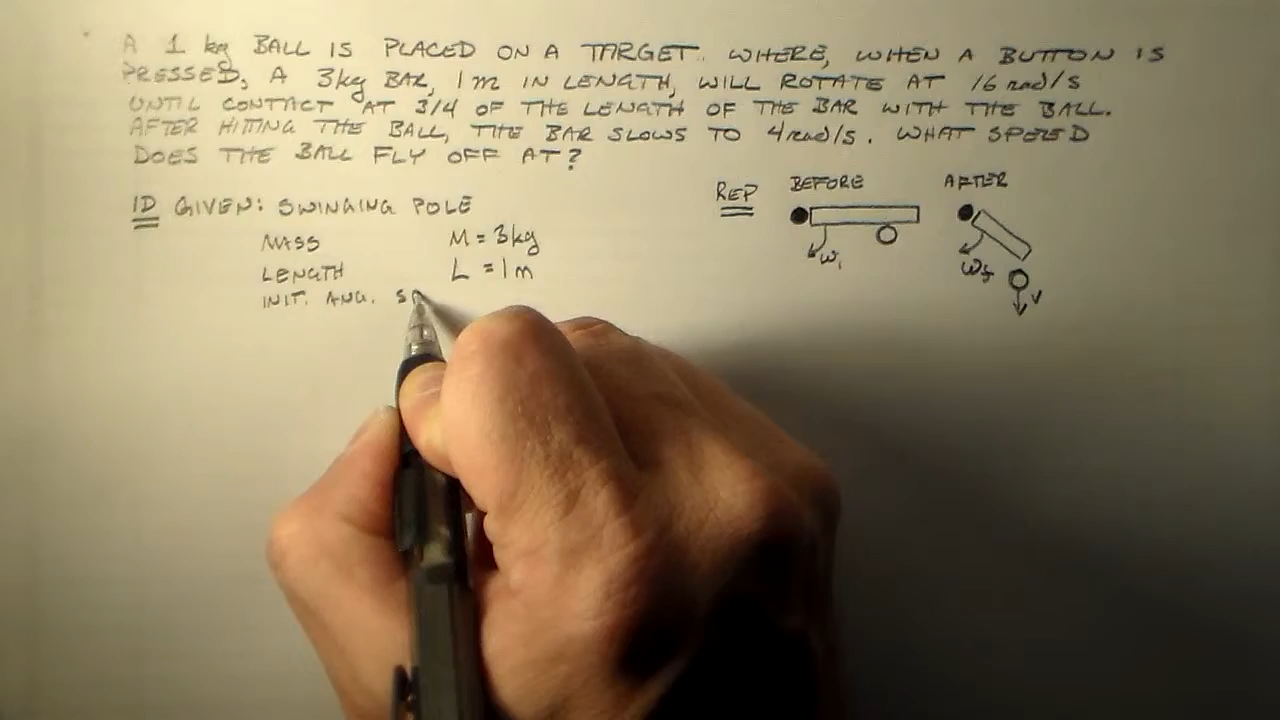 A 1 kg BALL IS PLACED ON A TARGET. WHERE, WHEN A BUTTON IS
PRESSED, A 3kg BAR, 1m IN LENGTH, WILL ROTATE AT 16 rad/s
UNTIL CONTACT AT 3/4 OF THE LENGTH OF THE BAR WITH THE BALL.
AFTER HITING THE BALL, THE BAR SLOWS TO 4 rad/s. WHAT SPEED
DOES THE BALL FLY OFF AT?
ID GIVEN: SWINGING POLE
MASS M = 3kg
LENGTH L = 1m
INIT. ANG. S
REP BEFORE AFTER
ωi ωf
v